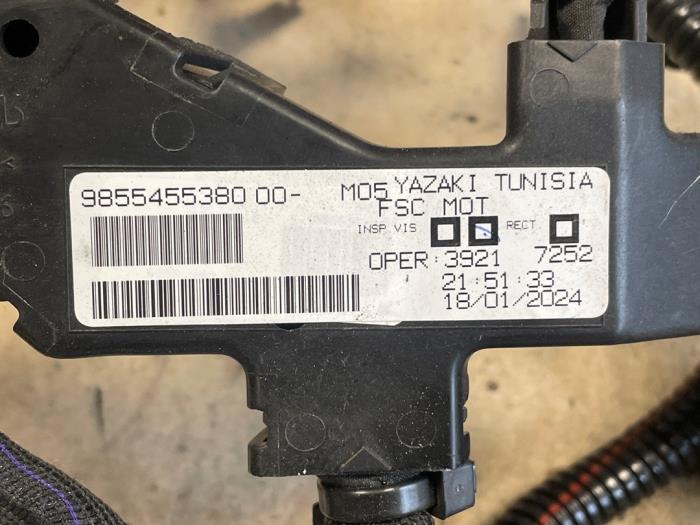 9855455380 00- M05 YAZAKI TUNISIA
FSC MOT
INSP VIS RECT
OPER:3921 7252
21:51:33
18/01/2024